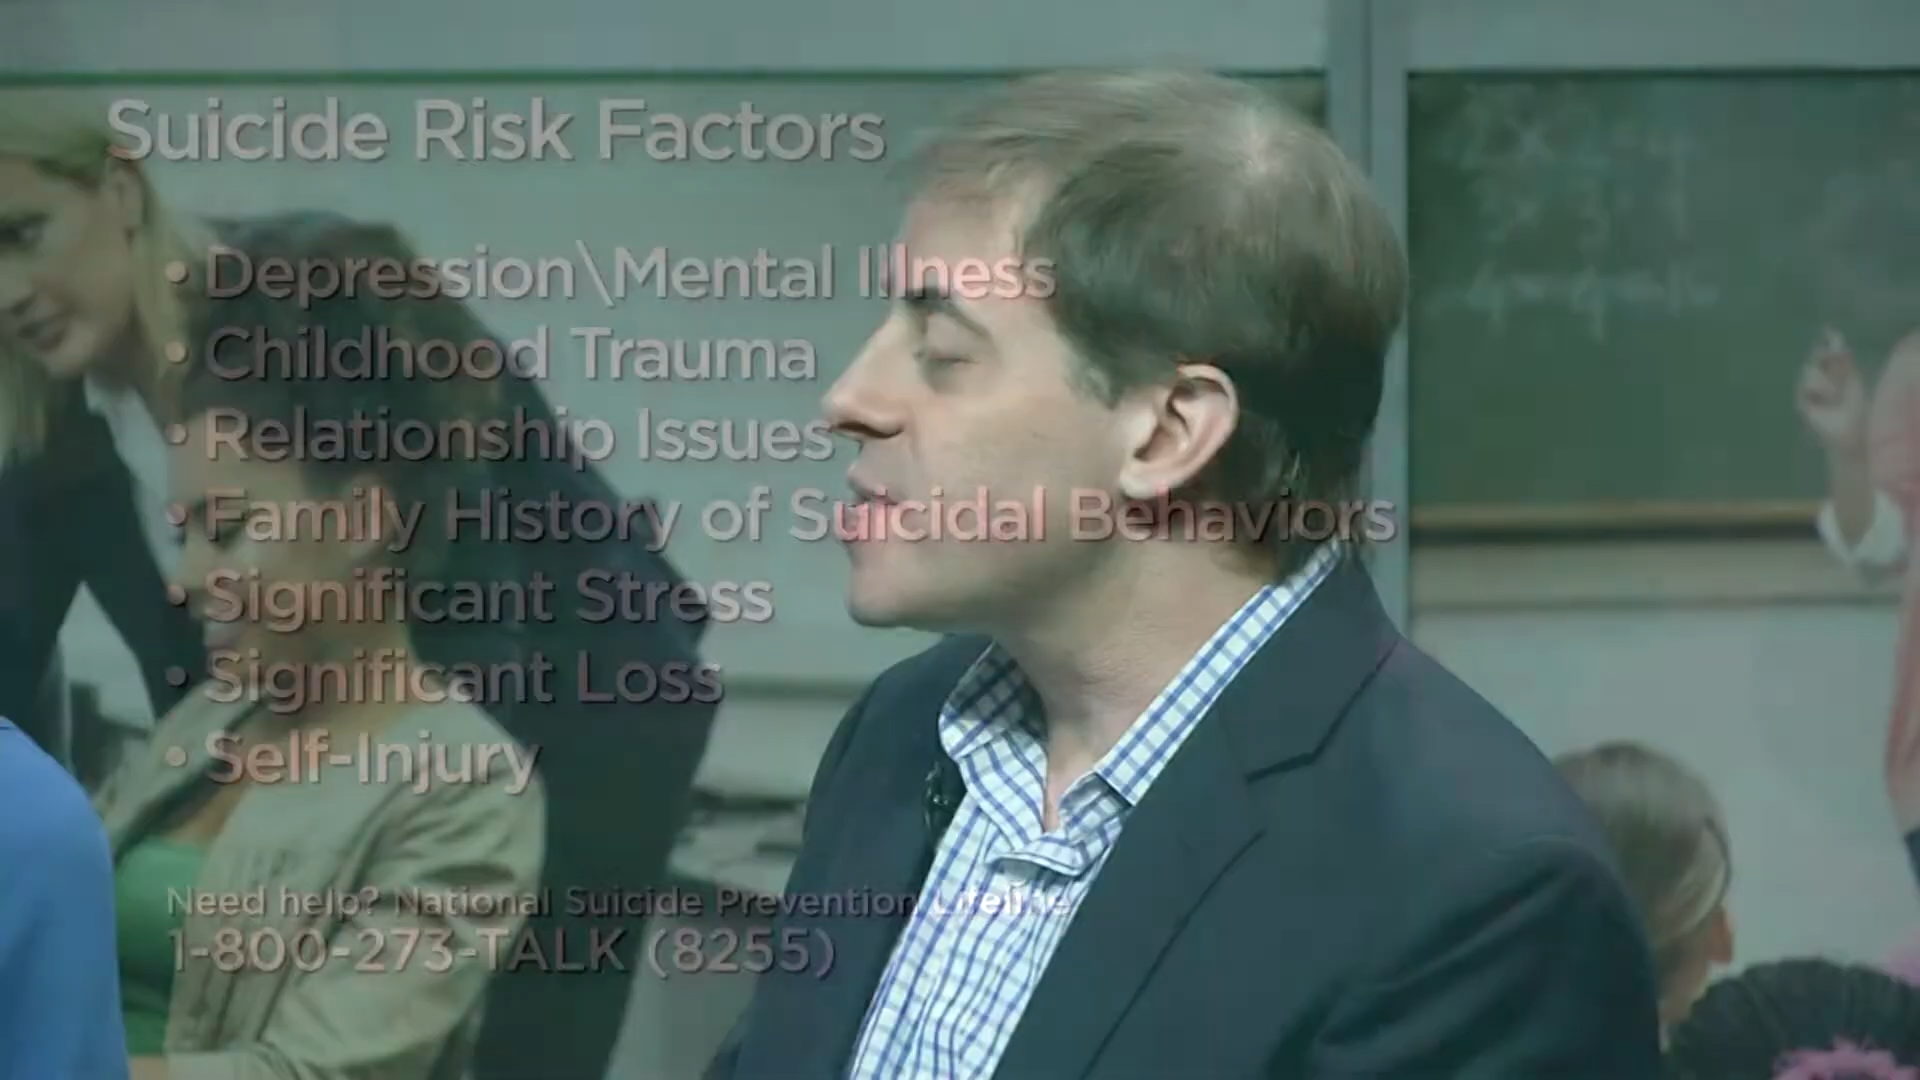 Suicide Risk Factors
• Depression\Mental Illness
• Childhood Trauma
• Relationship Issues
• Family History of Suicidal Behaviors
• Significant Stress
• Significant Loss
• Self-Injury
Need help? National Suicide Prevention Lifeline
1-800-273-TALK (8255)